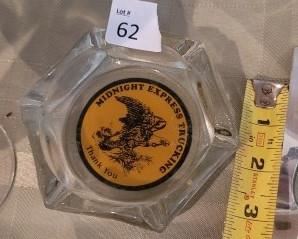 Lot #
62
MIDNIGHT EXPRESS TRUCKING
Thank You
1
2
3